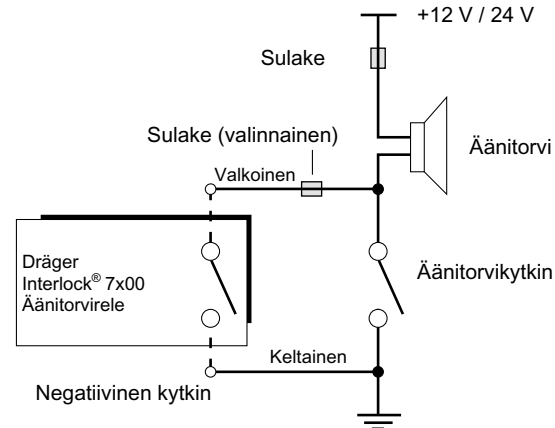 +12 V / 24 V
Sulake
Sulake (valinnainen)
Äänitorvi
Valkoinen
Dräger
Interlock® 7x00
Äänitorvirele
Äänitorvikytkin
Keltainen
Negatiivinen kytkin